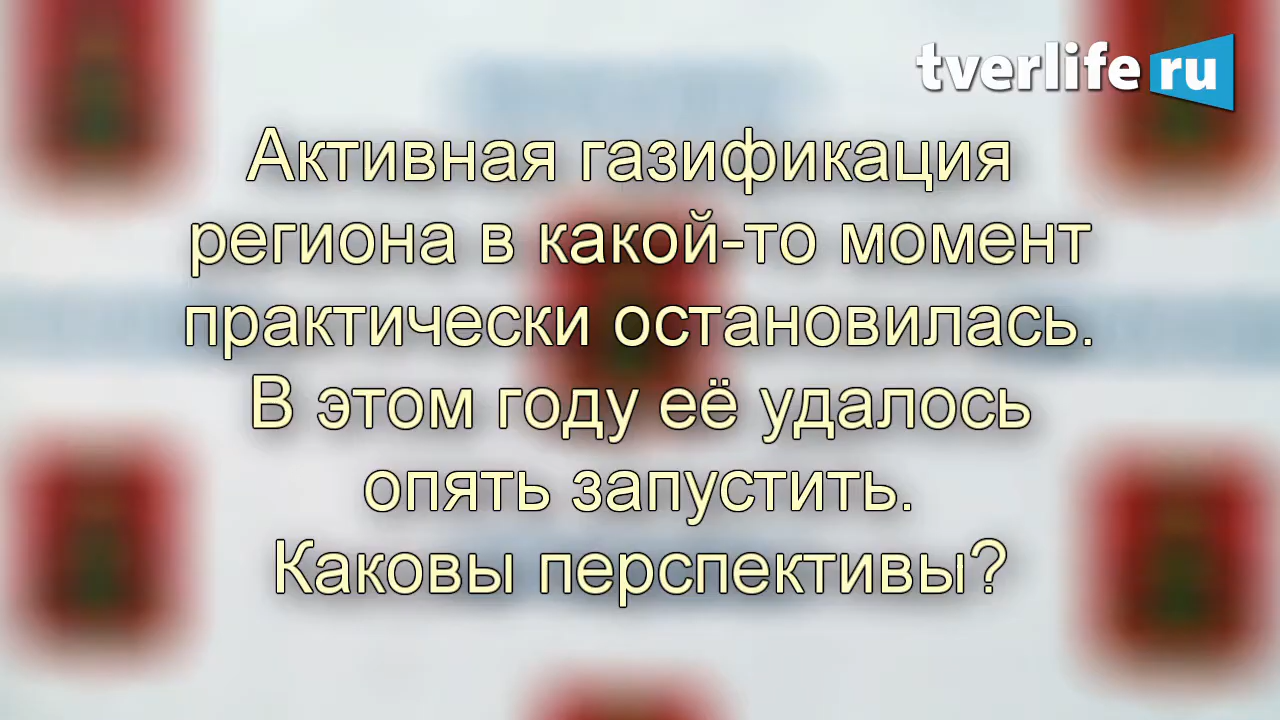 tverlife ru
Активная газификация
региона в какой-то момент
практически остановилась.
В этом году её удалось
опять запустить.
Каковы перспективы?